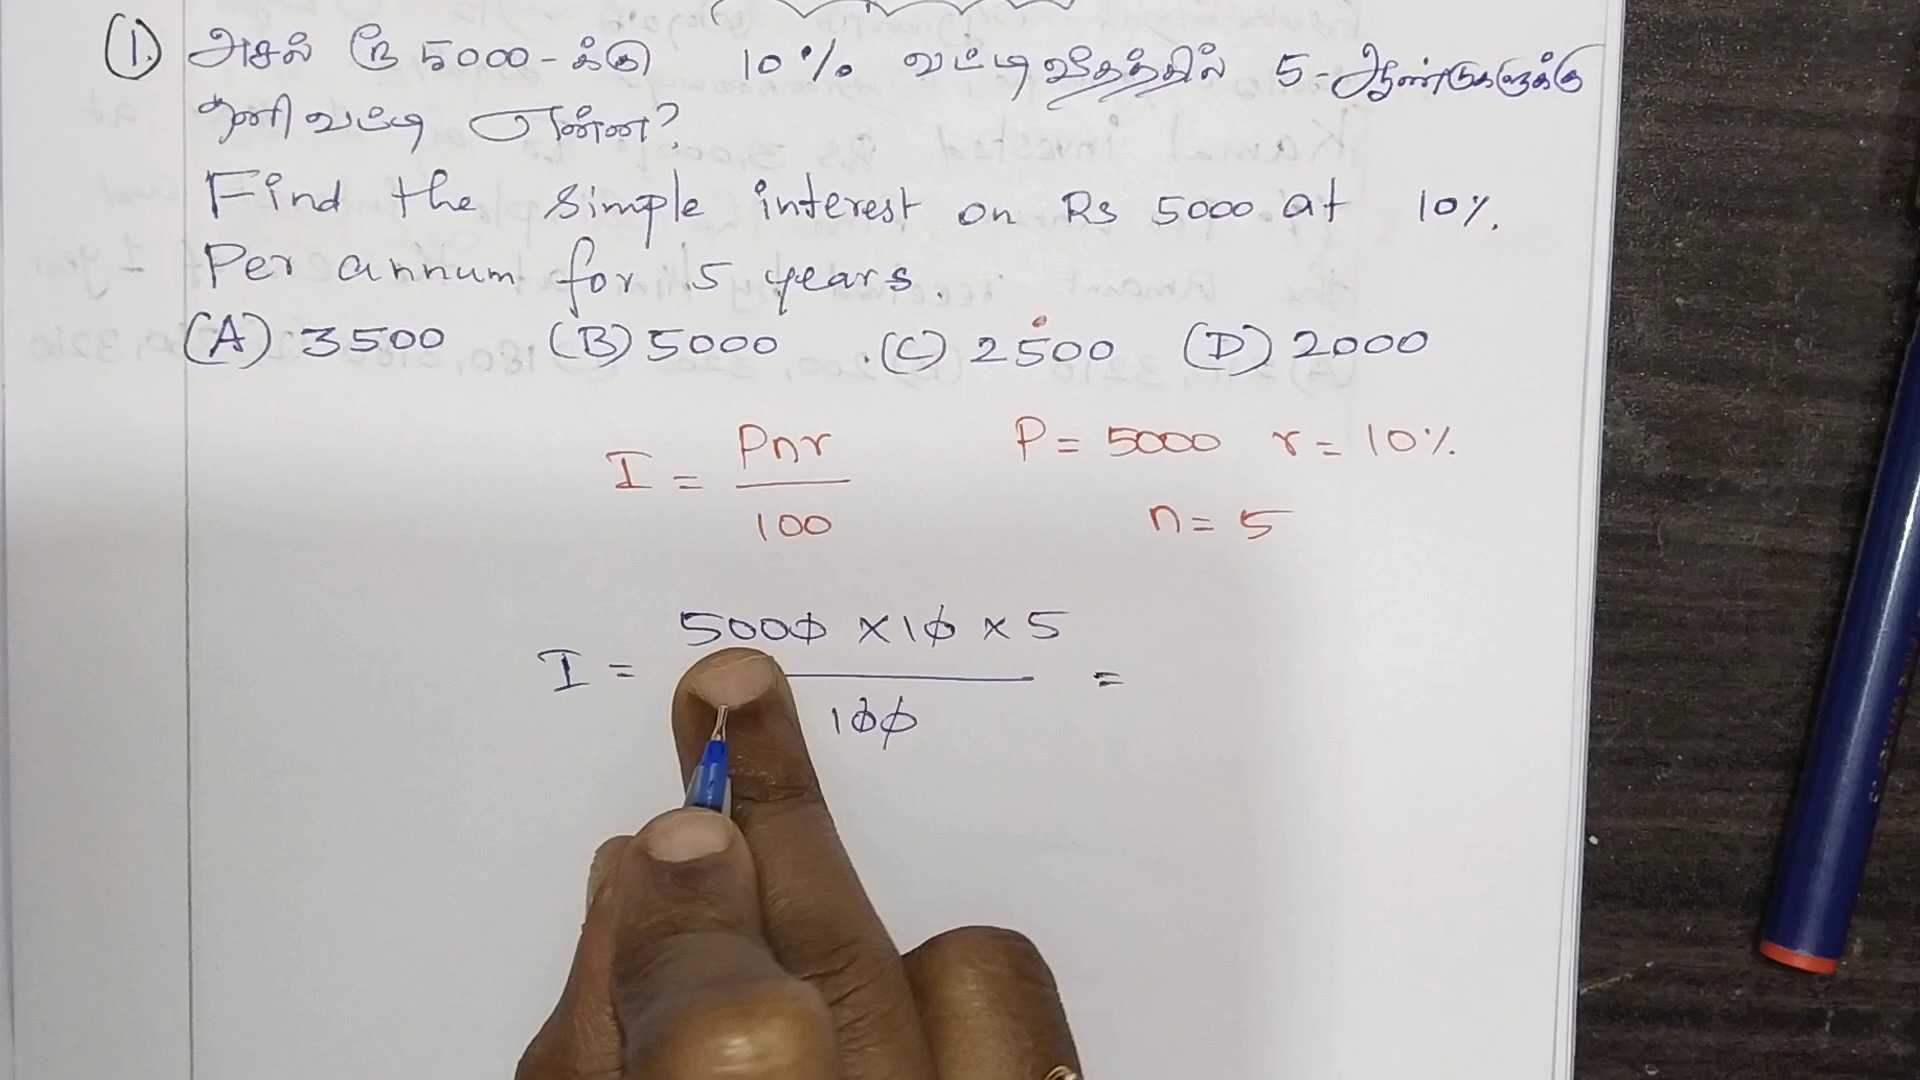 1. அசல் ரூ 5000-க்கு 10% வட்டி வீதத்தில் 5-ஆண்டுகளுக்கு
தனி வட்டி என்ன?
Find the simple interest on Rs 5000 at 10%.
Per annum for 5 years.
(A) 3500 (B) 5000 (C) 2500 (D) 2000
I = Pnr / 100 P = 5000 r = 10%
n = 5
I = 5000 × 10 × 5 / 100 =